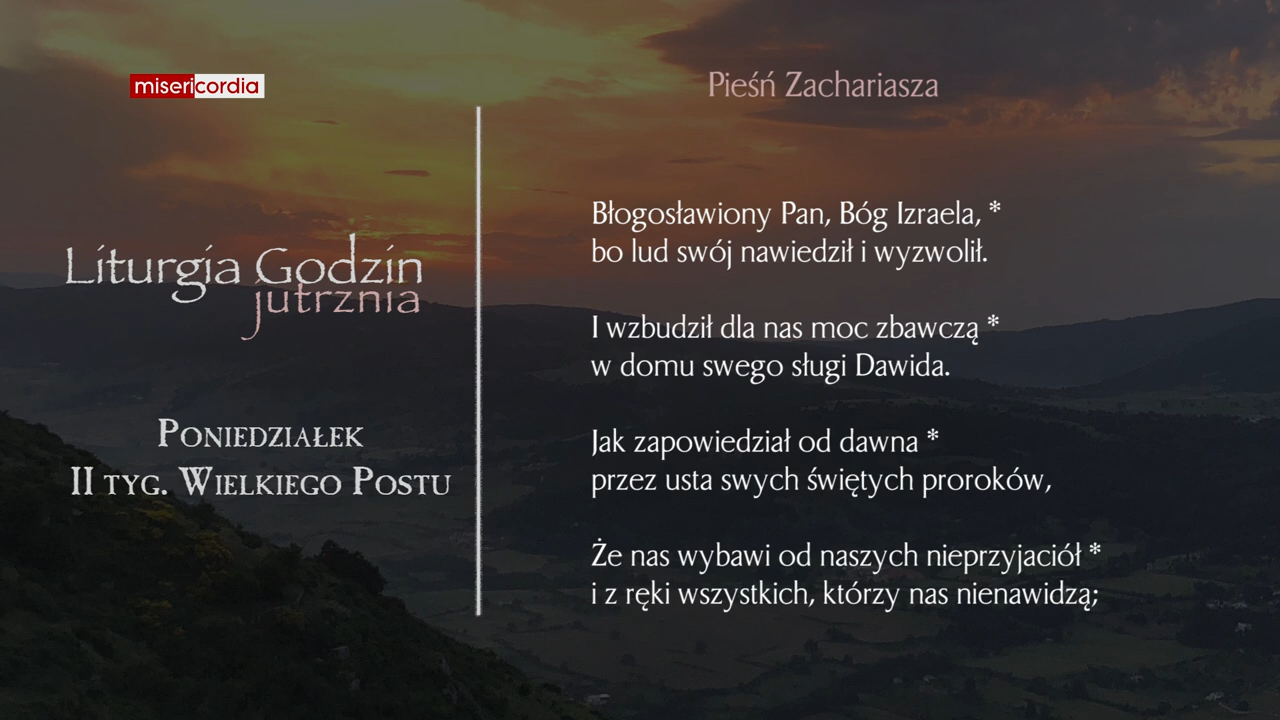 misericordia
Liturgia Godzin
jutrznia
Poniedziałek
II tyg. Wielkiego Postu
Pieśń Zachariasza
Błogosławiony Pan, Bóg Izraela, *
bo lud swój nawiedził i wyzwolił.
I wzbudził dla nas moc zbawczą *
w domu swego sługi Dawida.
Jak zapowiedział od dawna *
przez usta swych świętych proroków,
Że nas wybawi od naszych nieprzyjaciół *
i z ręki wszystkich, którzy nas nienawidzą;